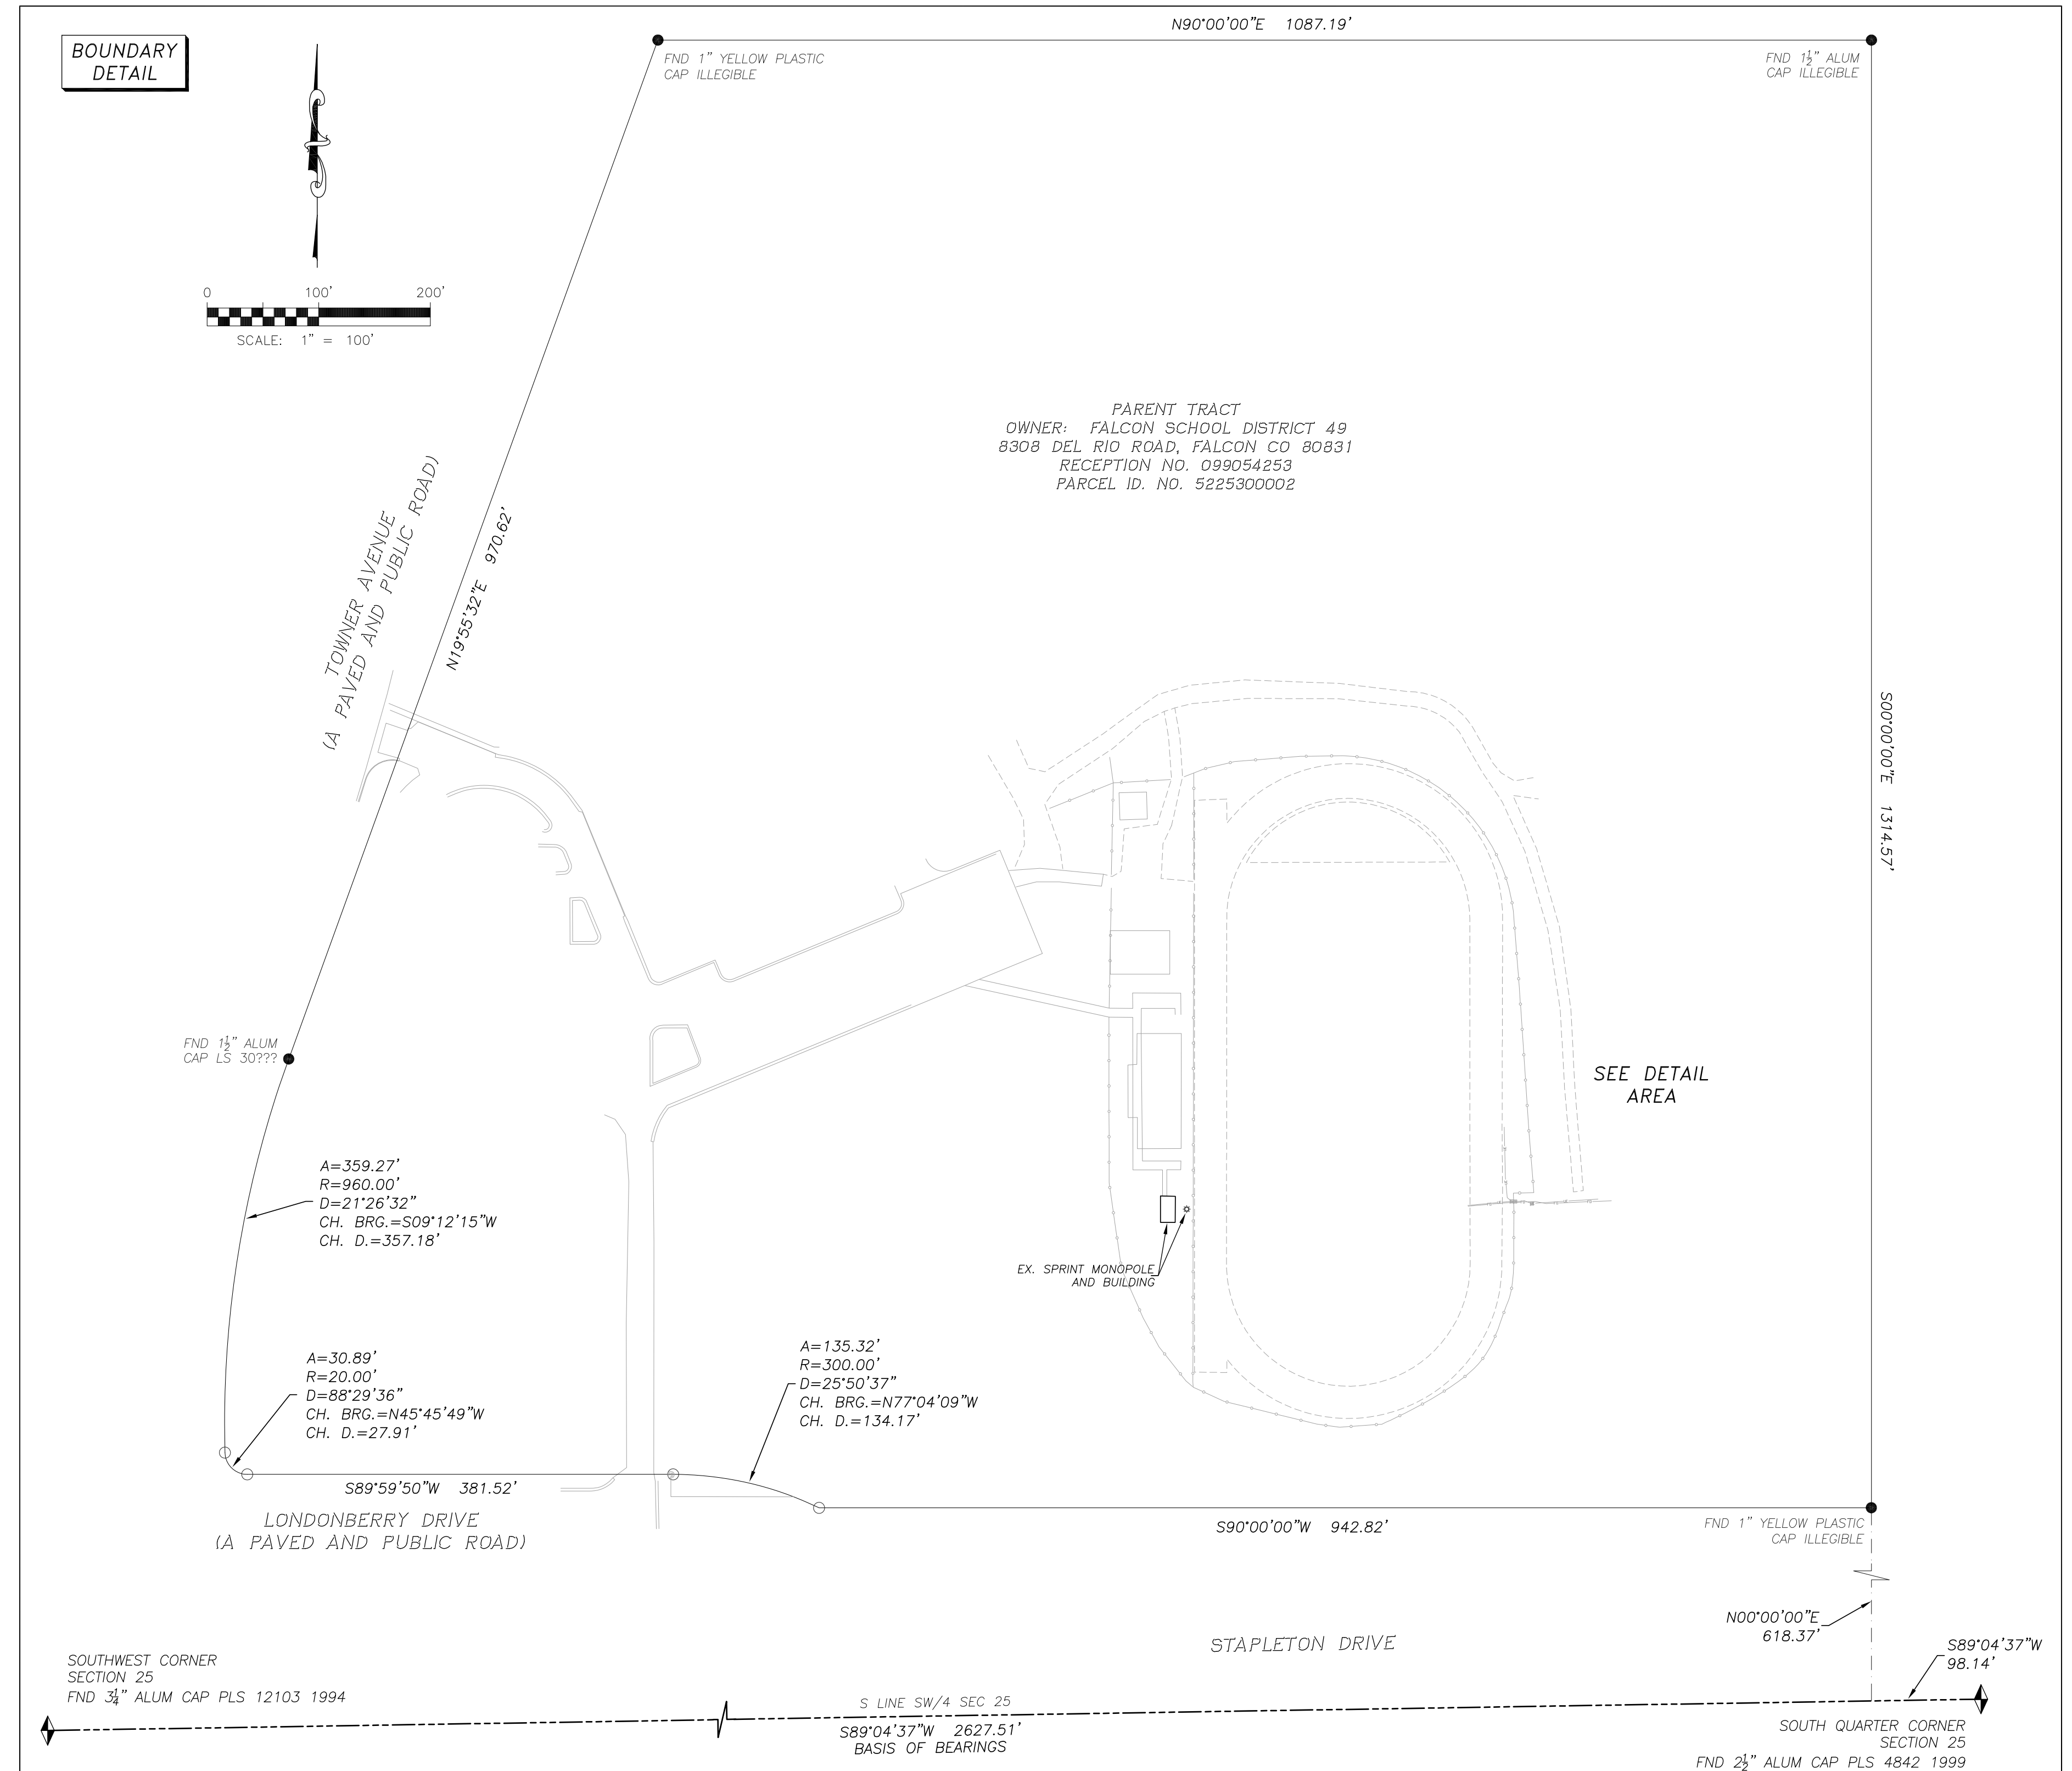 BOUNDARY
DETAIL
N90°00'00"E 1087.19'
FND 1" YELLOW PLASTIC
CAP ILLEGIBLE
FND 1½" ALUM
CAP ILLEGIBLE
0 100' 200'
SCALE: 1" = 100'
PARENT TRACT
OWNER: FALCON SCHOOL DISTRICT 49
8308 DEL RIO ROAD, FALCON CO 80831
RECEPTION NO. 099054253
PARCEL ID. NO. 5225300002
TOWNER AVENUE
(A PAVED AND PUBLIC ROAD)
N19°55'32"E 970.62'
S00°00'00"E 1314.57'
FND 1½" ALUM
CAP LS 30???
SEE DETAIL
AREA
A=359.27'
R=960.00'
D=21°26'32"
CH. BRG.=S09°12'15"W
CH. D.=357.18'
EX. SPRINT MONOPOLE
AND BUILDING
A=30.89'
R=20.00'
D=88°29'36"
CH. BRG.=N45°45'49"W
CH. D.=27.91'
A=135.32'
R=300.00'
D=25°50'37"
CH. BRG.=N77°04'09"W
CH. D.=134.17'
S89°59'50"W 381.52'
LONDONBERRY DRIVE
(A PAVED AND PUBLIC ROAD)
S90°00'00"W 942.82'
FND 1" YELLOW PLASTIC
CAP ILLEGIBLE
N00°00'00"E
618.37'
STAPLETON DRIVE
S89°04'37"W
98.14'
SOUTHWEST CORNER
SECTION 25
FND 3¼" ALUM CAP PLS 12103 1994
S LINE SW/4 SEC 25
S89°04'37"W 2627.51'
BASIS OF BEARINGS
SOUTH QUARTER CORNER
SECTION 25
FND 2½" ALUM CAP PLS 4842 1999